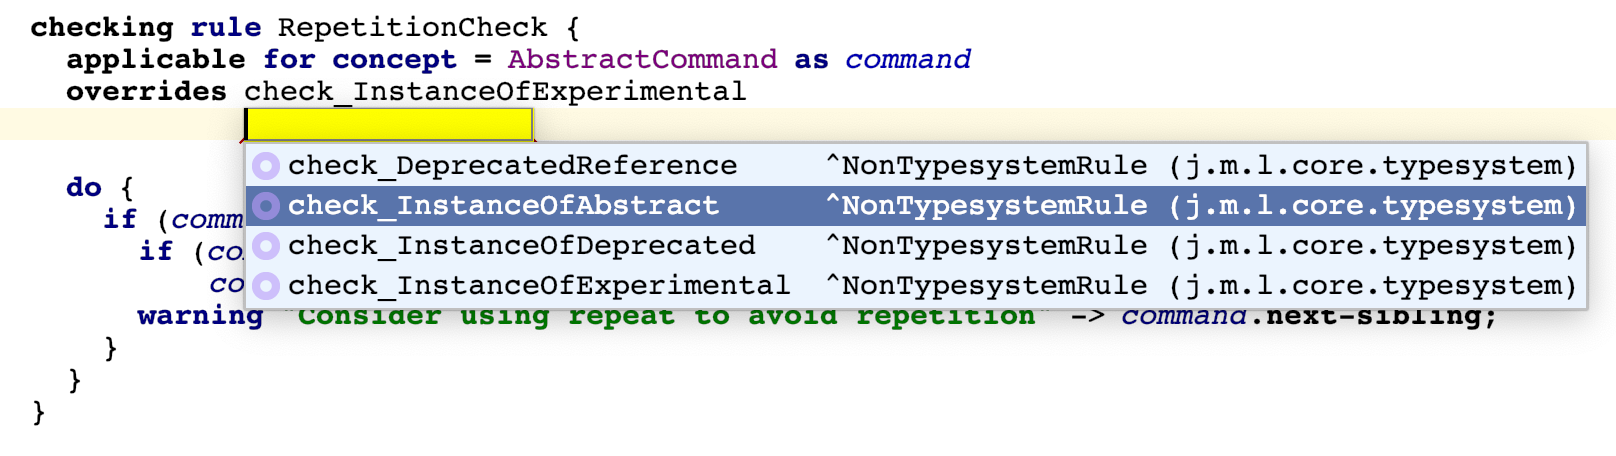 checking rule RepetitionCheck {
applicable for concept = AbstractCommand as command
overrides check_InstanceOfExperimental
check_DeprecatedReference ^NonTypesystemRule (j.m.l.core.typesystem)
do {
check_InstanceOfAbstract ^NonTypesystemRule (j.m.l.core.typesystem)
if (comm
check_InstanceOfDeprecated ^NonTypesystemRule (j.m.l.core.typesystem)
if (co
check_InstanceOfExperimental ^NonTypesystemRule (j.m.l.core.typesystem)
co
warning "Consider using repeat to avoid repetition" -> command.next-sibling;
}
}
}